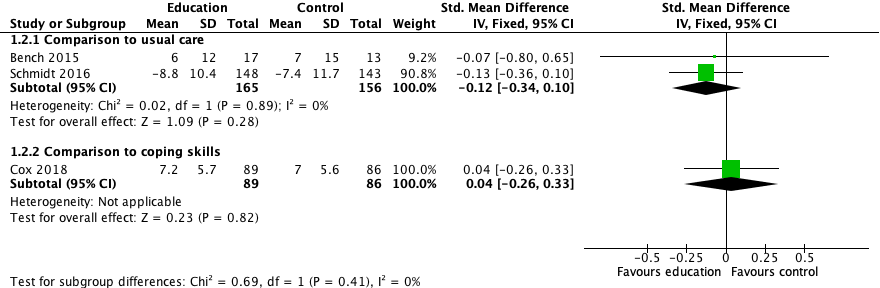 Education Control Std. Mean Difference Std. Mean Difference
Study or Subgroup Mean SD Total Mean SD Total Weight IV, Fixed, 95% CI IV, Fixed, 95% CI
1.2.1 Comparison to usual care
Bench 2015 6 12 17 7 15 13 9.2% -0.07 [-0.80, 0.65]
Schmidt 2016 -8.8 10.4 148 -7.4 11.7 143 90.8% -0.13 [-0.36, 0.10]
Subtotal (95% CI) 165 156 100.0% -0.12 [-0.34, 0.10]
Heterogeneity: Chi² = 0.02, df = 1 (P = 0.89); I² = 0%
Test for overall effect: Z = 1.09 (P = 0.28)
1.2.2 Comparison to coping skills
Cox 2018 7.2 5.7 89 7 5.6 86 100.0% 0.04 [-0.26, 0.33]
Subtotal (95% CI) 89 86 100.0% 0.04 [-0.26, 0.33]
Heterogeneity: Not applicable
Test for overall effect: Z = 0.23 (P = 0.82)
-0.5 -0.25 0 0.25 0.5
Favours education Favours control
Test for subgroup differences: Chi² = 0.69, df = 1 (P = 0.41), I² = 0%